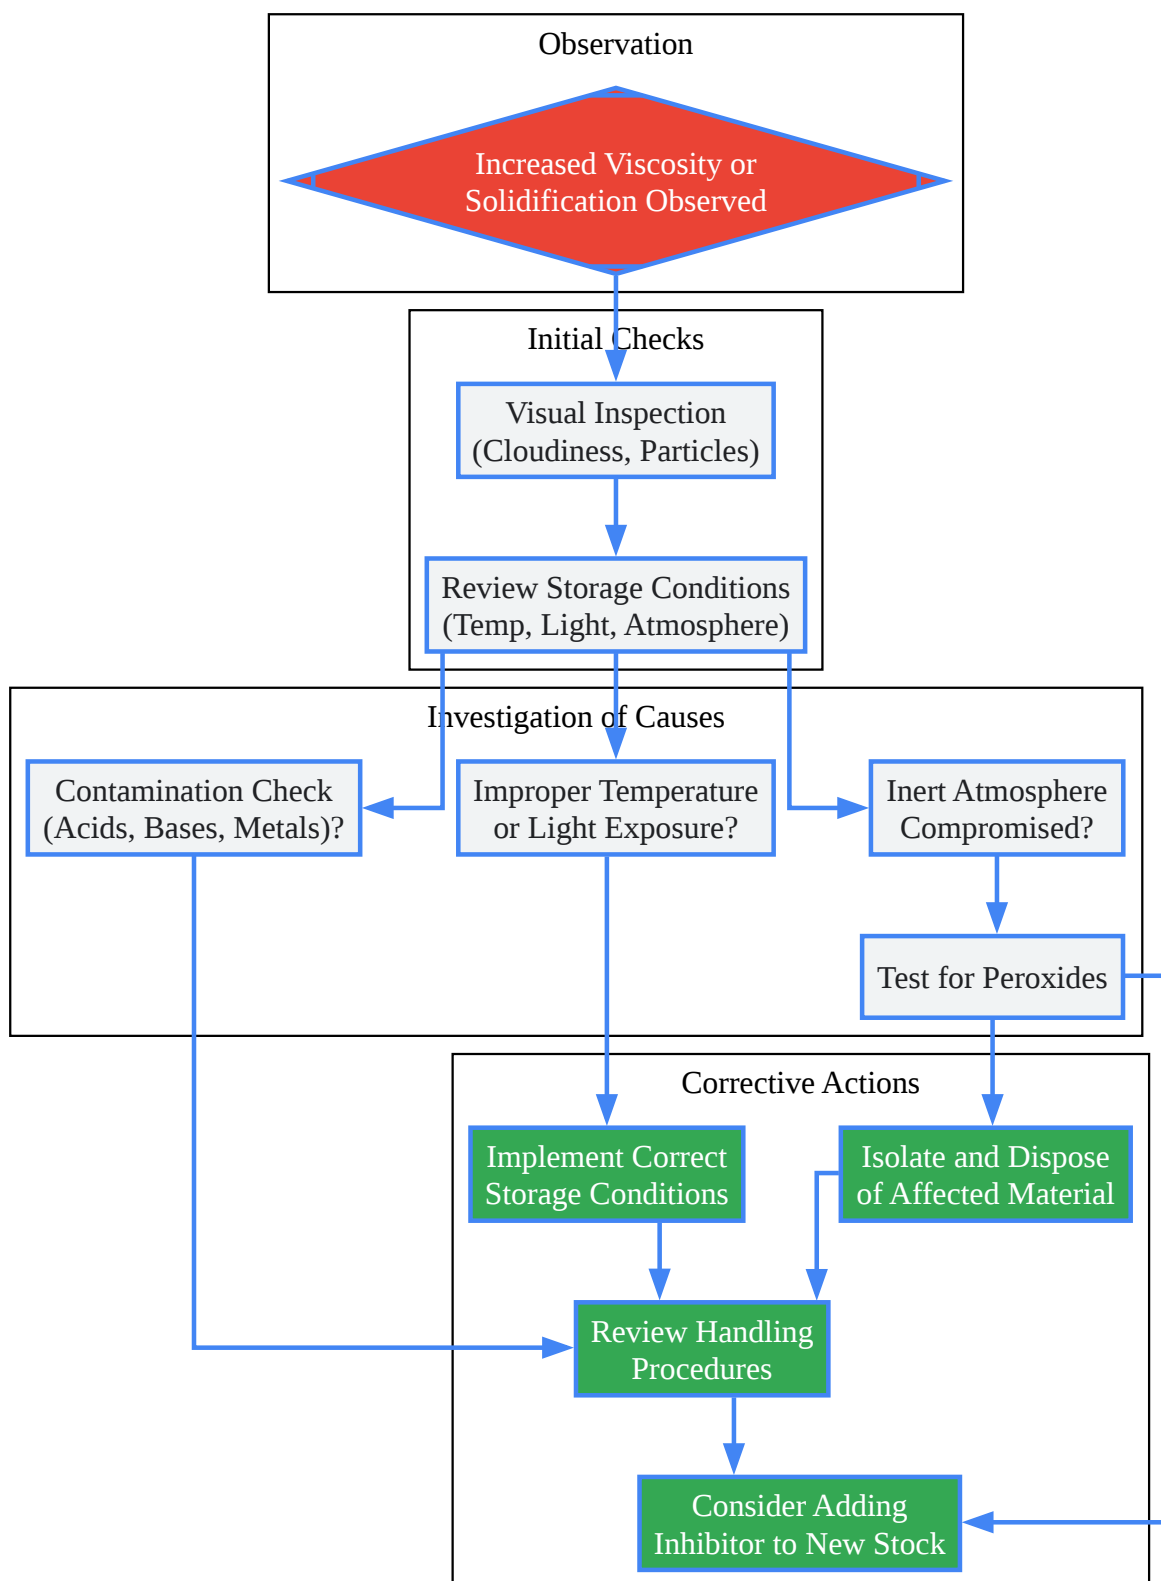 Observation
Increased Viscosity or
Solidification Observed
Initial Checks
Visual Inspection
(Cloudiness, Particles)
Review Storage Conditions
(Temp, Light, Atmosphere)
Investigation of Causes
Contamination Check
(Acids, Bases, Metals)?
Improper Temperature
or Light Exposure?
Inert Atmosphere
Compromised?
Test for Peroxides
Corrective Actions
Implement Correct
Storage Conditions
Isolate and Dispose
of Affected Material
Review Handling
Procedures
Consider Adding
Inhibitor to New Stock